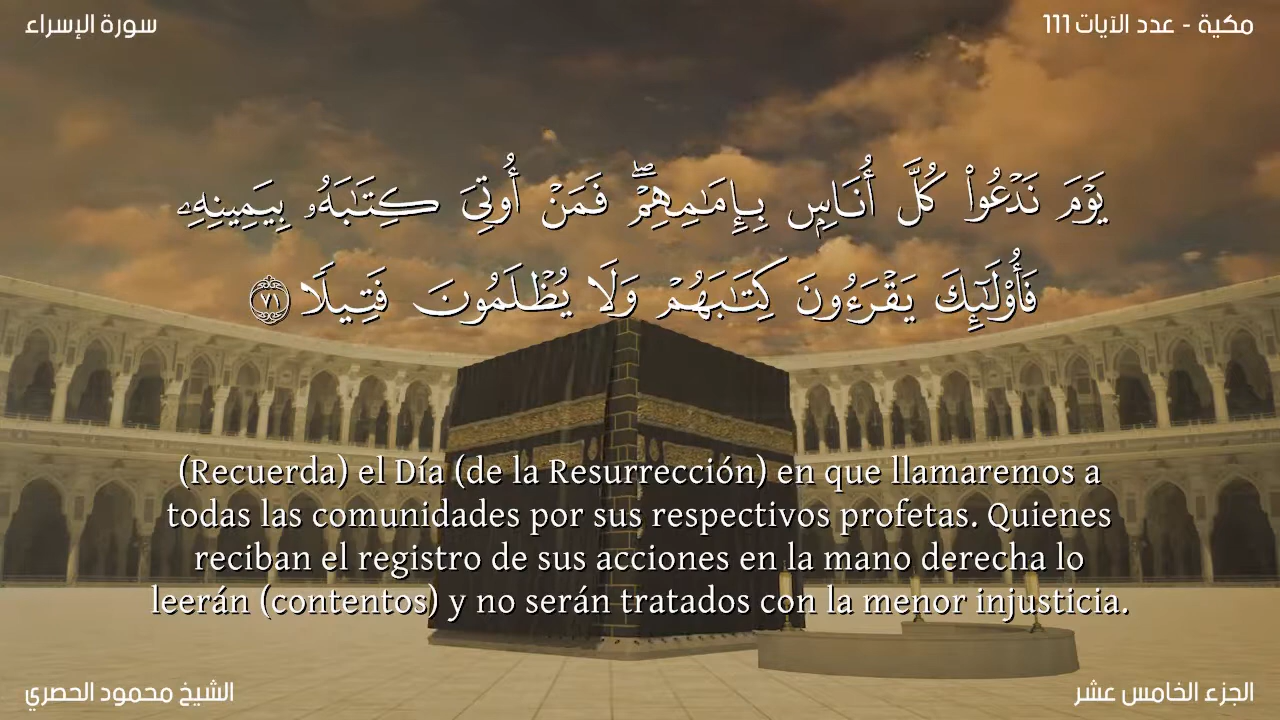 سورة الإسراء
مكية - عدد الآيات 111
يَوْمَ نَدْعُوا۟ كُلَّ أُنَاسٍۭ بِإِمَـٰمِهِمْ ۖ فَمَنْ أُوتِىَ كِتَـٰبَهُۥ بِيَمِينِهِۦ
فَأُو۟لَـٰٓئِكَ يَقْرَءُونَ كِتَـٰبَهُمْ وَلَا يُظْلَمُونَ فَتِيلًا ٧١
(Recuerda) el Día (de la Resurrección) en que llamaremos a
todas las comunidades por sus respectivos profetas. Quienes
reciban el registro de sus acciones en la mano derecha lo
leerán (contentos) y no serán tratados con la menor injusticia.
الشيخ محمود الحصري
الجزء الخامس عشر